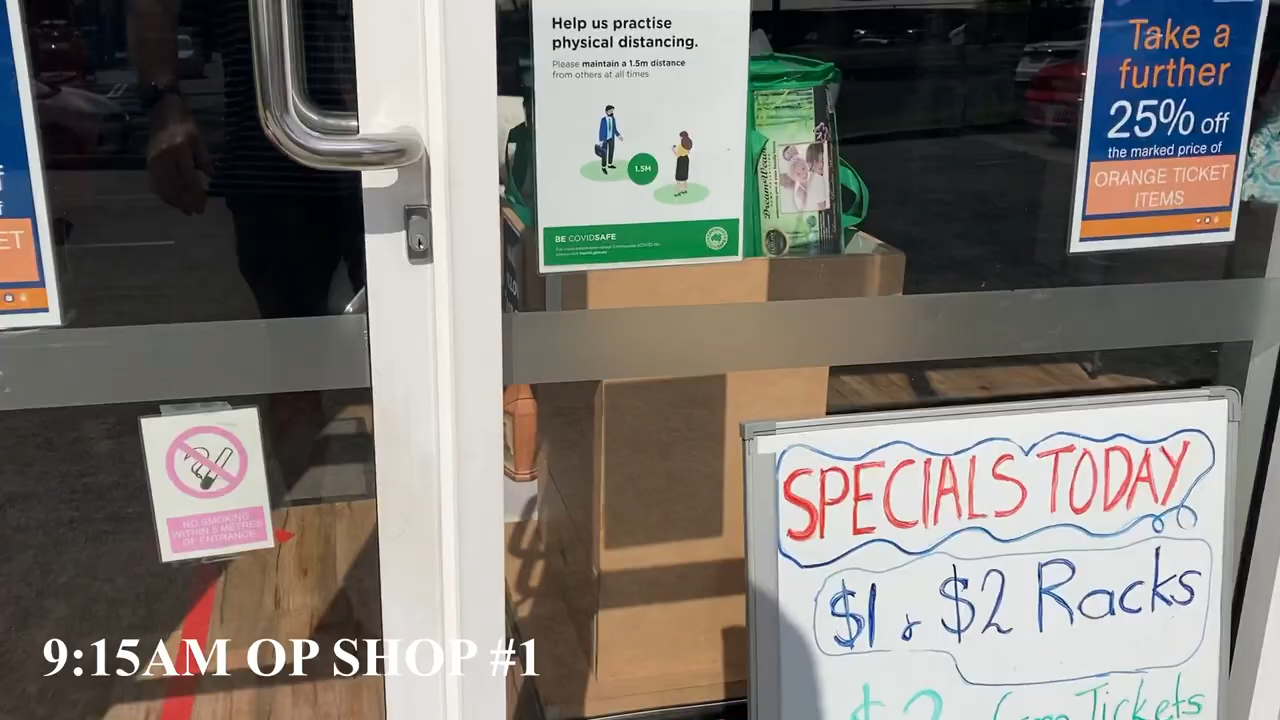 Help us practise
physical distancing.
Please maintain a 1.5m distance
from others at all times
1.5M
BE COVIDSAFE
Take a
further
25% off
the marked price of
ORANGE TICKET
ITEMS
NO SMOKING
WITHIN 5 METRES
OF ENTRANCE
SPECIALS TODAY
$1 & $2 Racks
$2
Tickets
9:15AM OP SHOP #1